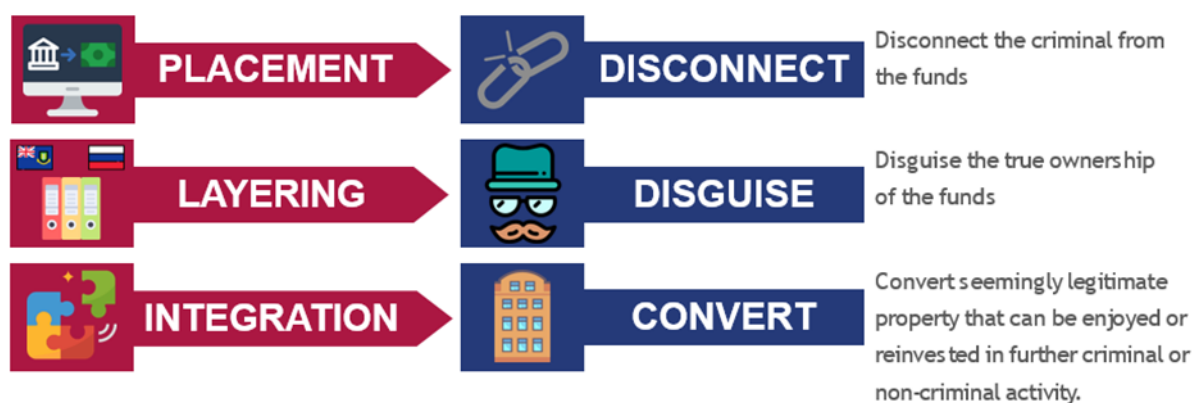 PLACEMENT
DISCONNECT
Disconnect the criminal from
the funds
LAYERING
DISGUISE
Disguise the true ownership
of the funds
INTEGRATION
CONVERT
Convert seemingly legitimate
property that can be enjoyed or
reinvested in further criminal or
non-criminal activity.